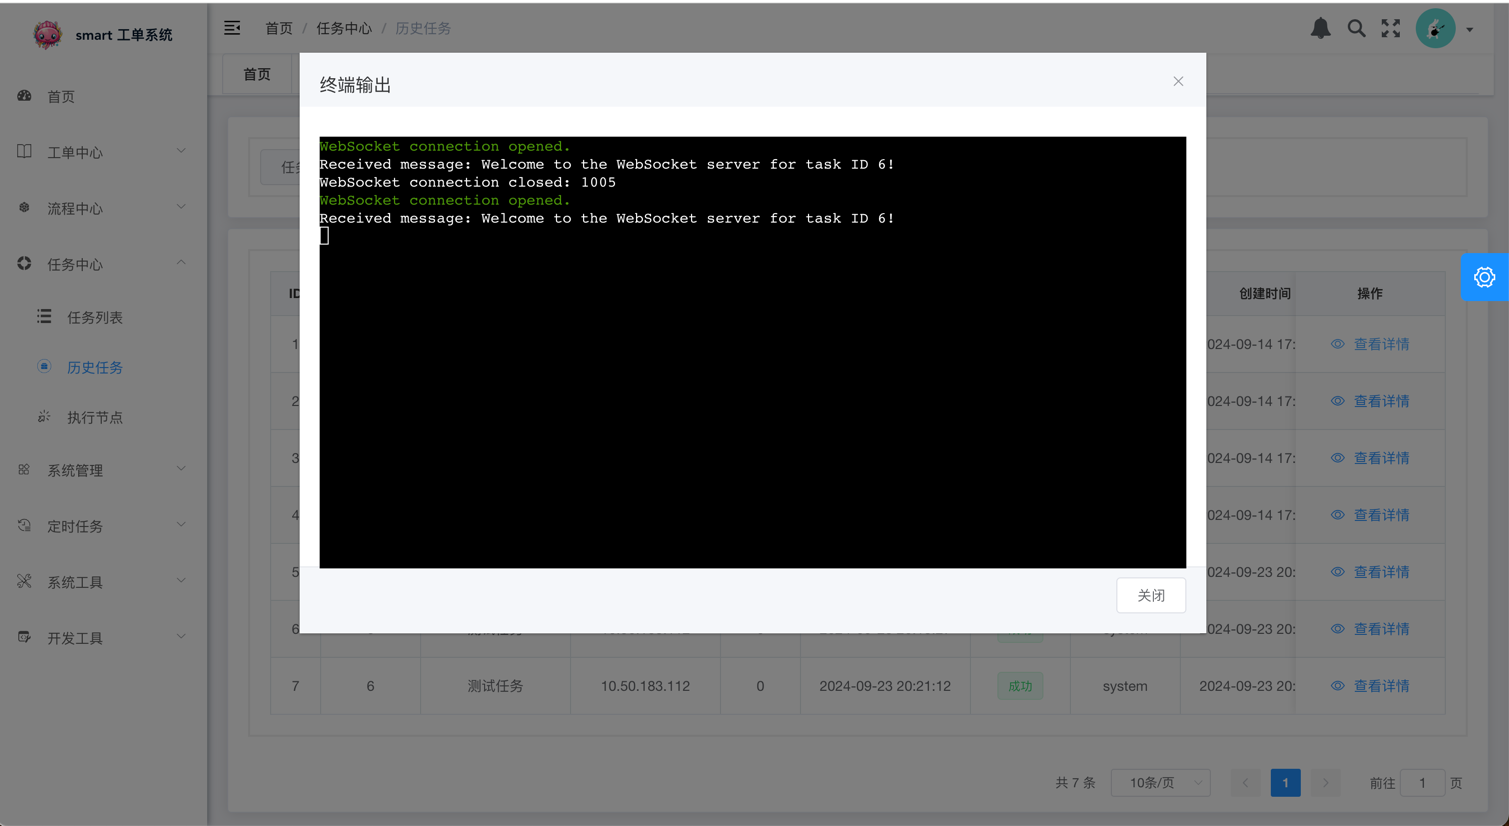 smart 工单系统
首页 / 任务中心 / 历史任务
首页
首页
工单中心
流程中心
任务中心
任务列表
历史任务
执行节点
系统管理
定时任务
系统工具
开发工具
终端输出
WebSocket connection opened.
Received message: Welcome to the WebSocket server for task ID 6!
WebSocket connection closed: 1005
WebSocket connection opened.
Received message: Welcome to the WebSocket server for task ID 6!
关闭
ID 创建时间 操作
1 024-09-14 17: 查看详情
2 024-09-14 17: 查看详情
3 024-09-14 17: 查看详情
4 024-09-14 17: 查看详情
5 024-09-23 20: 查看详情
6 024-09-23 20: 查看详情
7 6 测试任务 10.50.183.112 0 2024-09-23 20:21:12 成功 system 2024-09-23 20: 查看详情
共 7 条 10条/页 1 前往 1 页